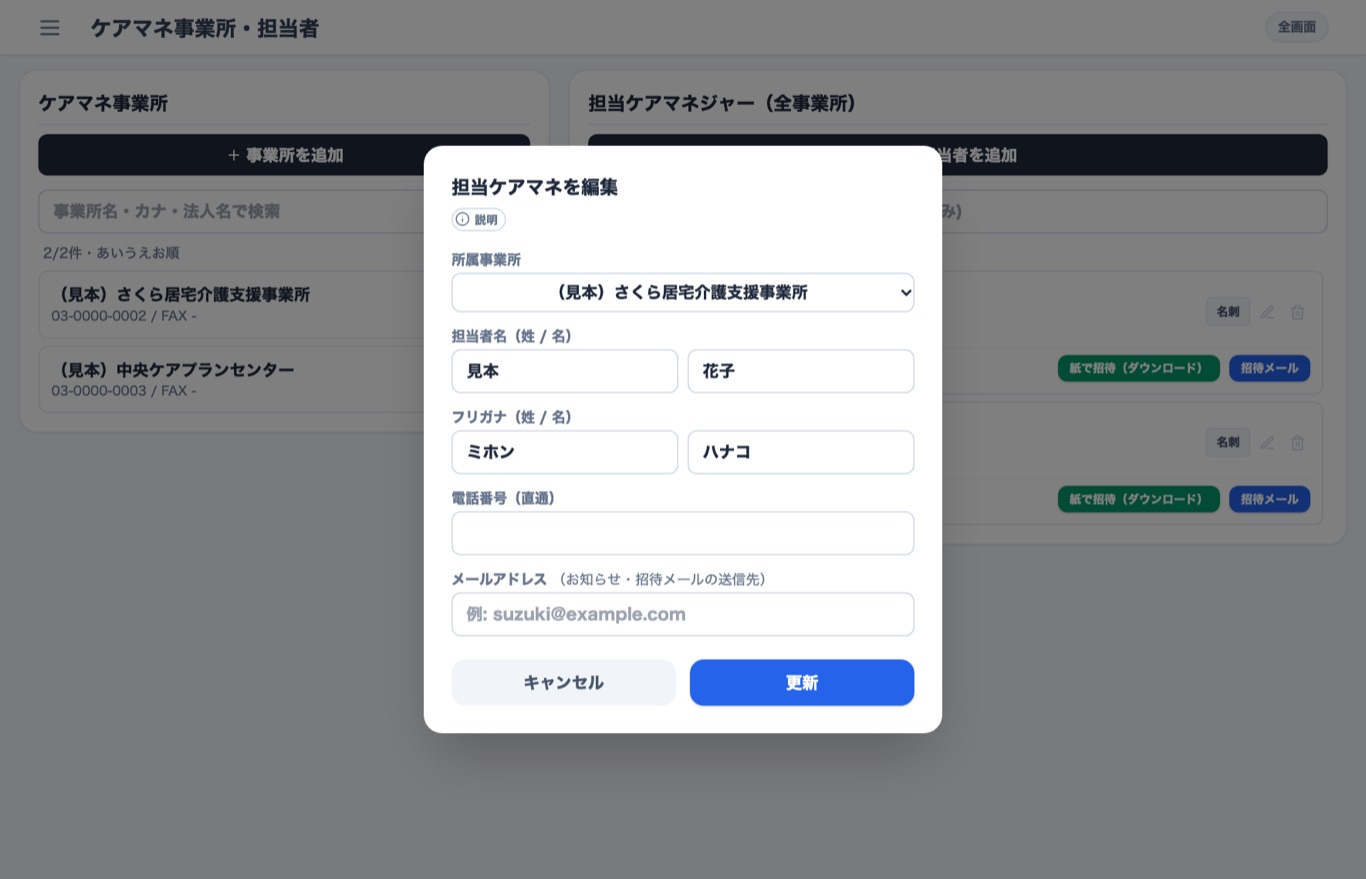 ケアマネ事業所・担当者
全画面
ケアマネ事業所
+ 事業所を追加
事業所名・カナ・法人名で検索
2/2件・あいうえお順
（見本）さくら居宅介護支援事業所
03-0000-0002 / FAX -
（見本）中央ケアプランセンター
03-0000-0003 / FAX -
担当ケアマネジャー（全事業所）
当者を追加
み)
名刺
紙で招待（ダウンロード）
招待メール
名刺
紙で招待（ダウンロード）
招待メール
担当ケアマネを編集
説明
所属事業所
（見本）さくら居宅介護支援事業所
担当者名（姓 / 名）
見本
花子
フリガナ（姓 / 名）
ミホン
ハナコ
電話番号（直通）
メールアドレス （お知らせ・招待メールの送信先）
例: suzuki@example.com
キャンセル
更新